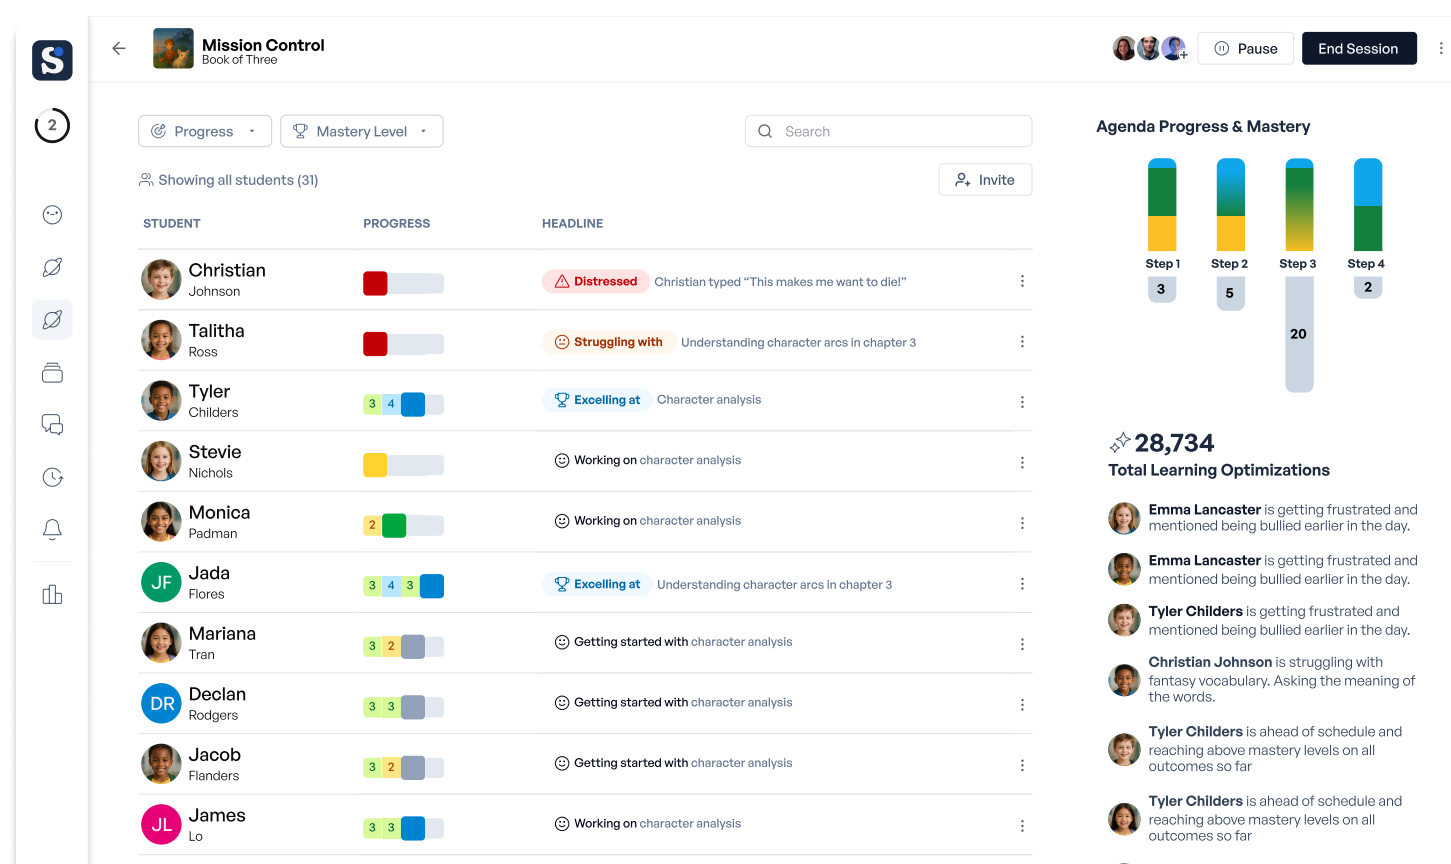 S
Mission Control
Book of Three
Pause
End Session
2
Progress
Mastery Level
Search
Showing all students (31)
Invite
STUDENT PROGRESS HEADLINE
Christian
Johnson
Distressed Christian typed “This makes me want to die!”
Talitha
Ross
Struggling with Understanding character arcs in chapter 3
Tyler
Childers
3 4
Excelling at Character analysis
Stevie
Nichols
Working on character analysis
Monica
Padman
2
Working on character analysis
JF
Jada
Flores
3 4 3
Excelling at Understanding character arcs in chapter 3
Mariana
Tran
3 2
Getting started with character analysis
DR
Declan
Rodgers
3 3
Getting started with character analysis
Jacob
Flanders
3 2
Getting started with character analysis
JL
James
Lo
3 3
Working on character analysis
Agenda Progress & Mastery
Step 1 Step 2 Step 3 Step 4
3 5 20 2
28,734
Total Learning Optimizations
Emma Lancaster is getting frustrated and
mentioned being bullied earlier in the day.
Emma Lancaster is getting frustrated and
mentioned being bullied earlier in the day.
Tyler Childers is getting frustrated and
mentioned being bullied earlier in the day.
Christian Johnson is struggling with
fantasy vocabulary. Asking the meaning of
the words.
Tyler Childers is ahead of schedule and
reaching above mastery levels on all
outcomes so far
Tyler Childers is ahead of schedule and
reaching above mastery levels on all
outcomes so far